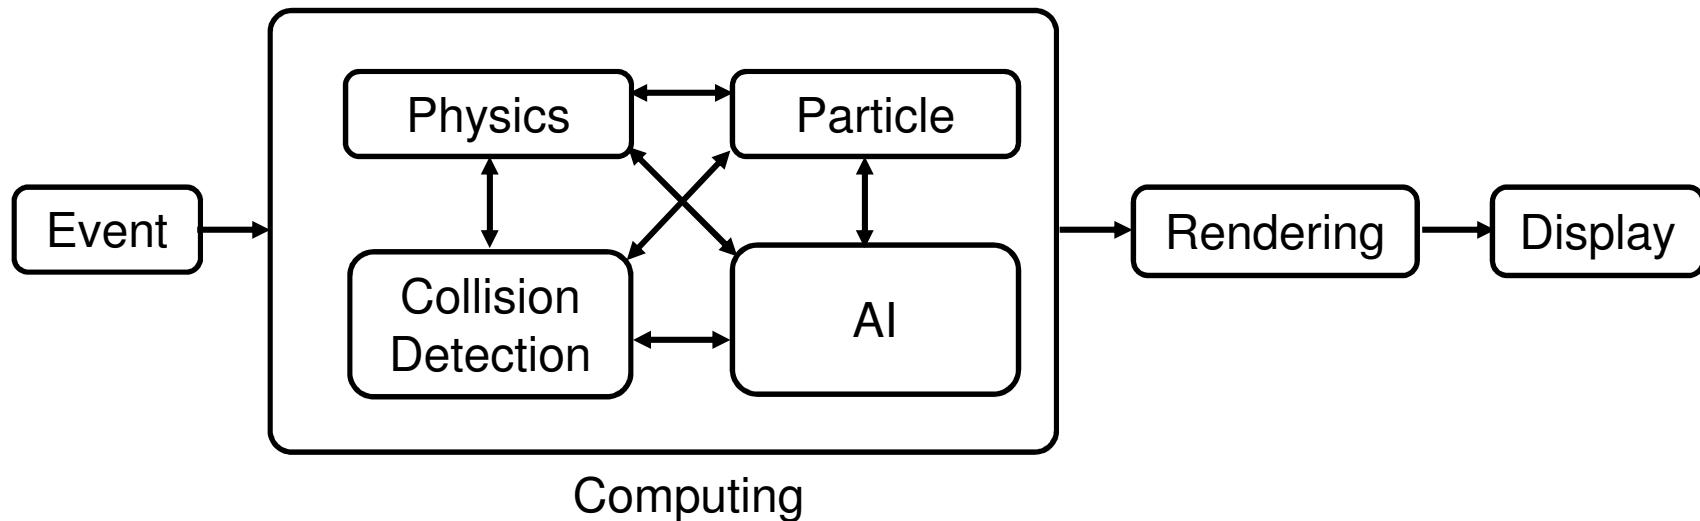 Physics
Particle
Event
Collision
Detection
AI
Rendering
Display
Computing